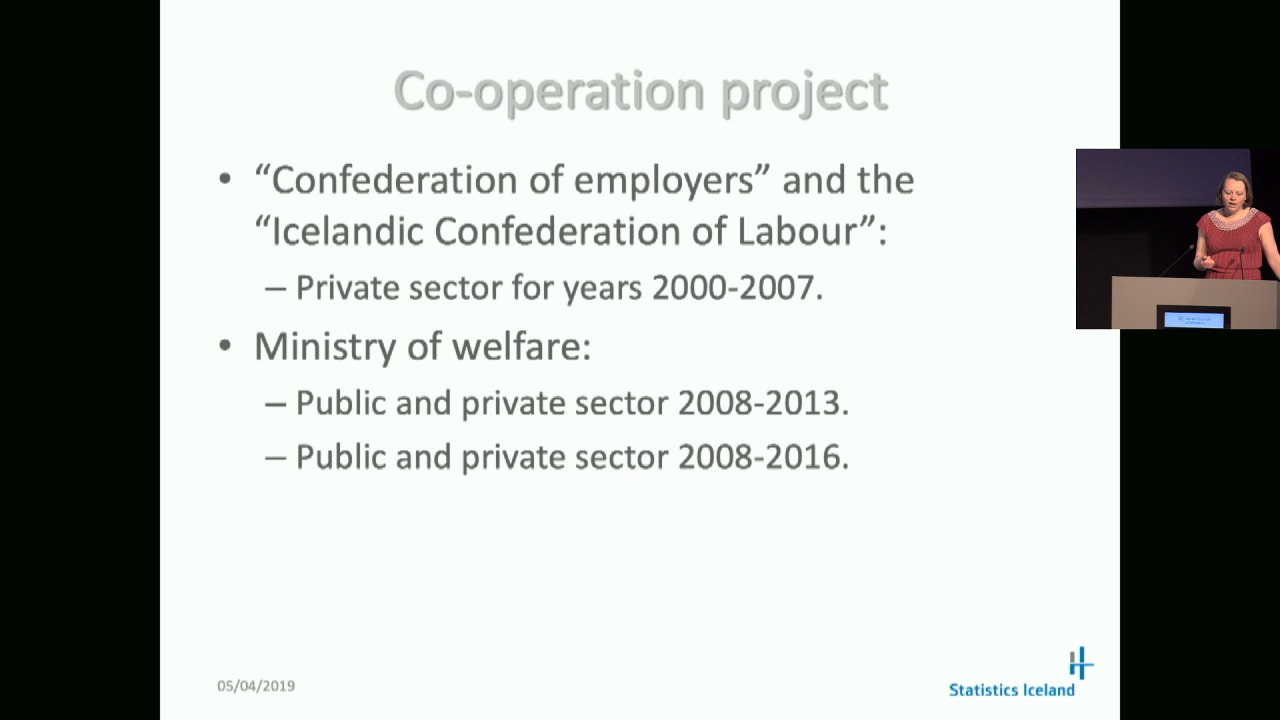 Co-operation project
• “Confederation of employers” and the
“Icelandic Confederation of Labour”:
– Private sector for years 2000-2007.
• Ministry of welfare:
– Public and private sector 2008-2013.
– Public and private sector 2008-2016.
05/04/2019
Statistics Iceland